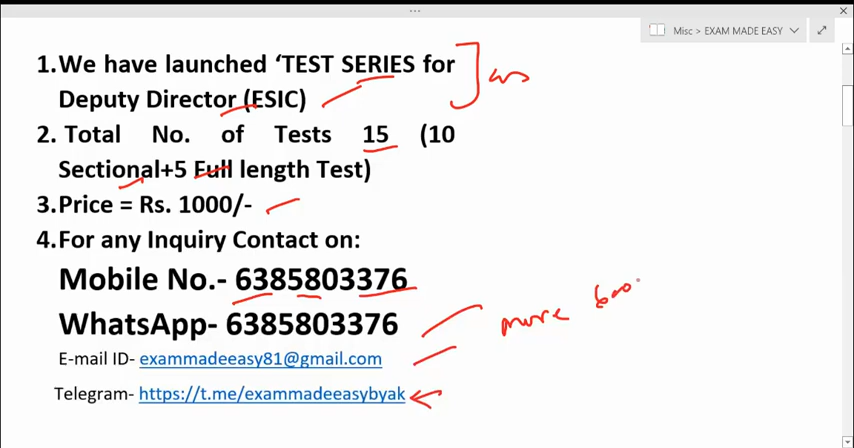 ...
Misc > EXAM MADE EASY
1.We have launched ‘TEST SERIES for
Deputy Director (ESIC)
2. Total No. of Tests 15 (10
Sectional+5 Full length Test)
3.Price = Rs. 1000/-
4.For any Inquiry Contact on:
Mobile No.- 6385803376
WhatsApp- 6385803376
more
E-mail ID- exammadeeasy81@gmail.com
Telegram- https://t.me/exammadeeasybyak